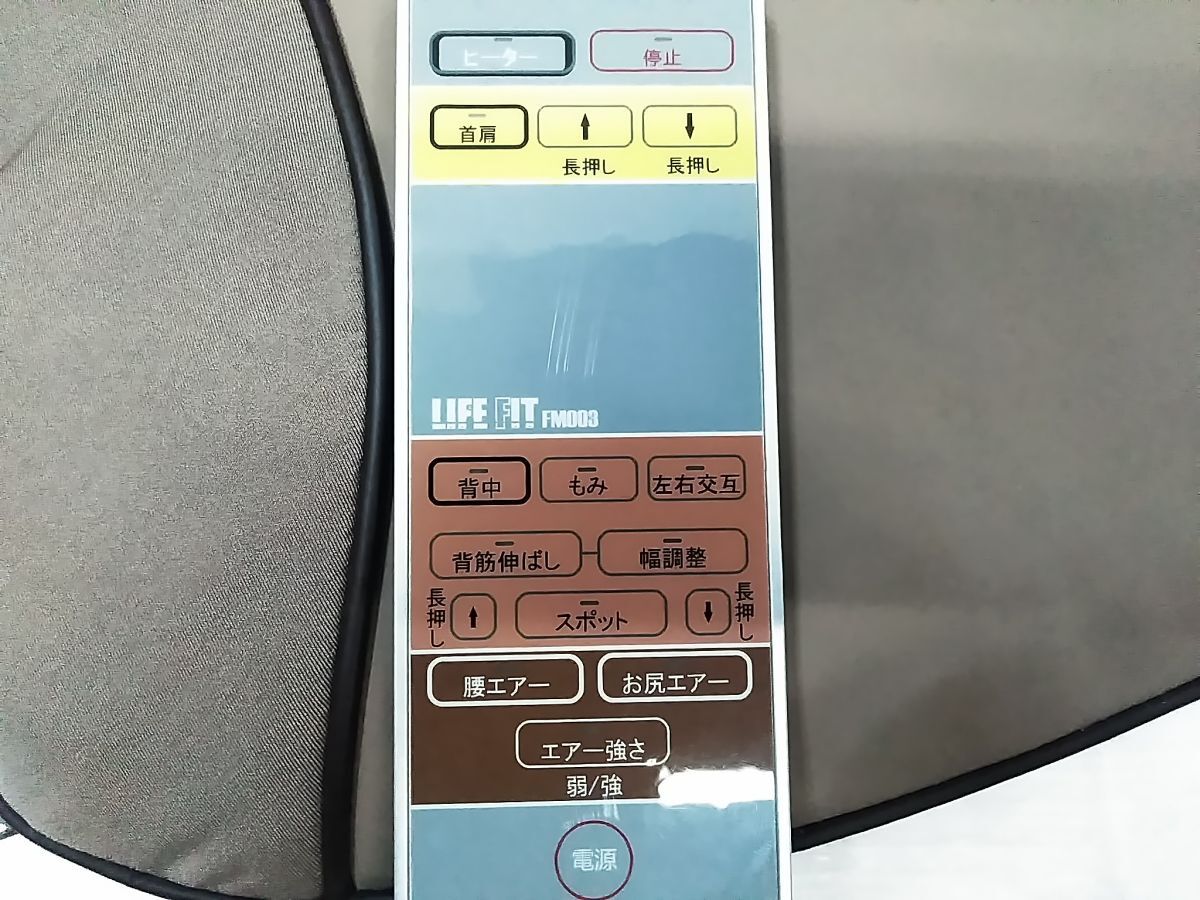 ヒーター 停止
首肩 ↑ ↓
長押し 長押し
LIFE FIT FM003
背中 もみ 左右交互
背筋伸ばし 幅調整
長押し ↑ スポット ↓ 長押し
腰エアー お尻エアー
エアー強さ
弱/強
電源